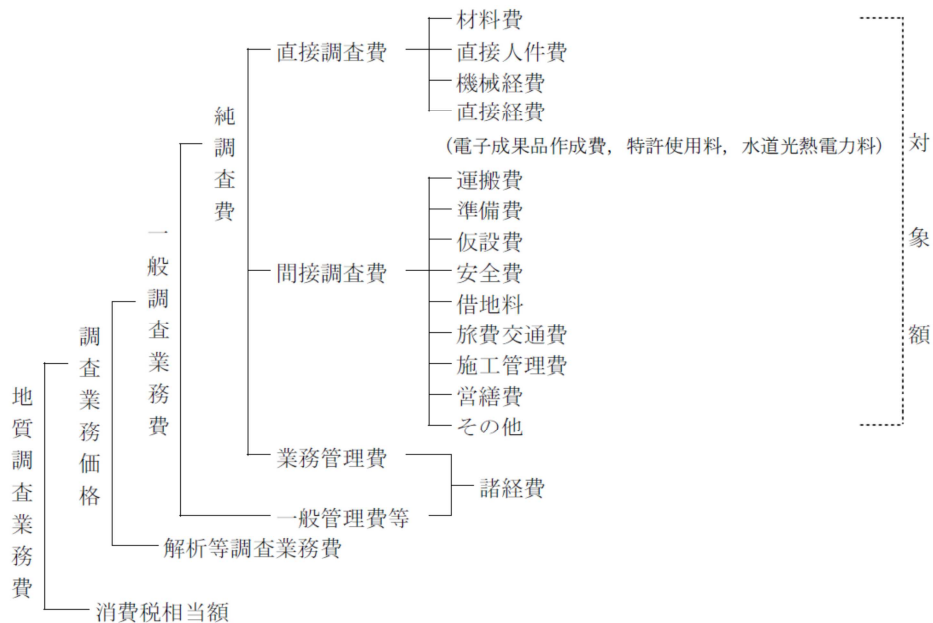 地質調査業務費
調査業務価格
一般調査業務費
純調査費
直接調査費
材料費
直接人件費
機械経費
直接経費
(電子成果品作成費，特許使用料，水道光熱電力料)
間接調査費
運搬費
準備費
仮設費
安全費
借地料
旅費交通費
施工管理費
営繕費
その他
対象額
業務管理費
諸経費
一般管理費等
解析等調査業務費
消費税相当額